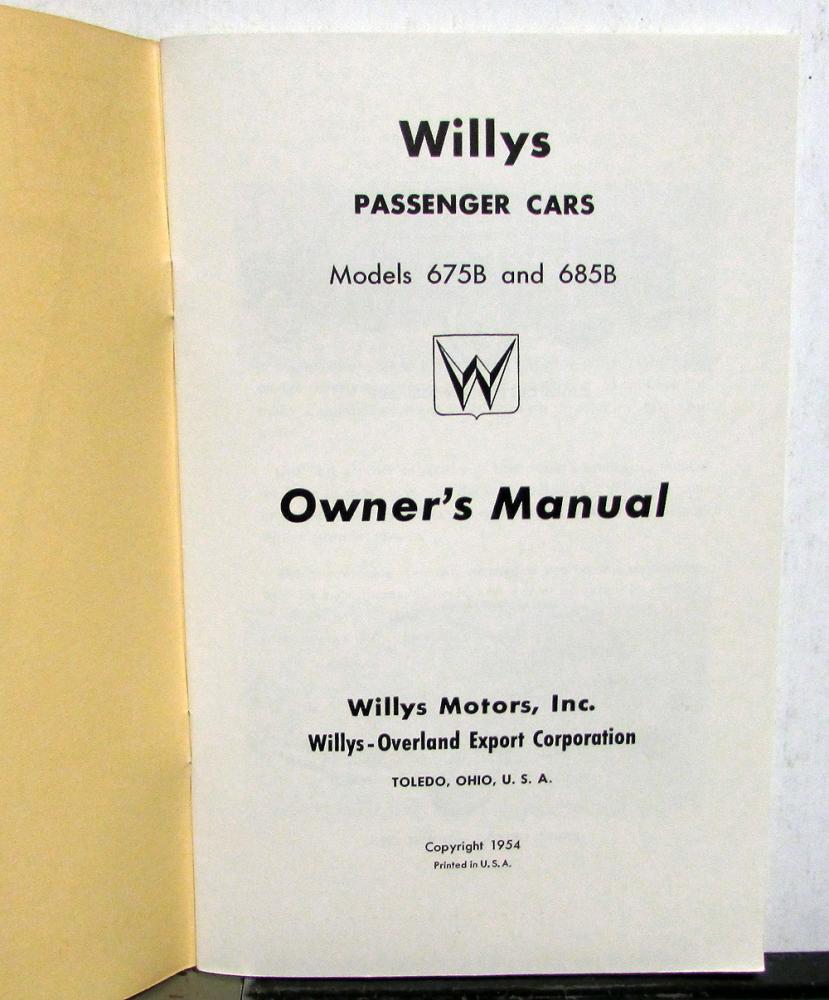 Willys
PASSENGER CARS
Models 675B and 685B
W
Owner's Manual
Willys Motors, Inc.
Willys-Overland Export Corporation
TOLEDO, OHIO, U. S. A.
Copyright 1954
Printed in U. S. A.